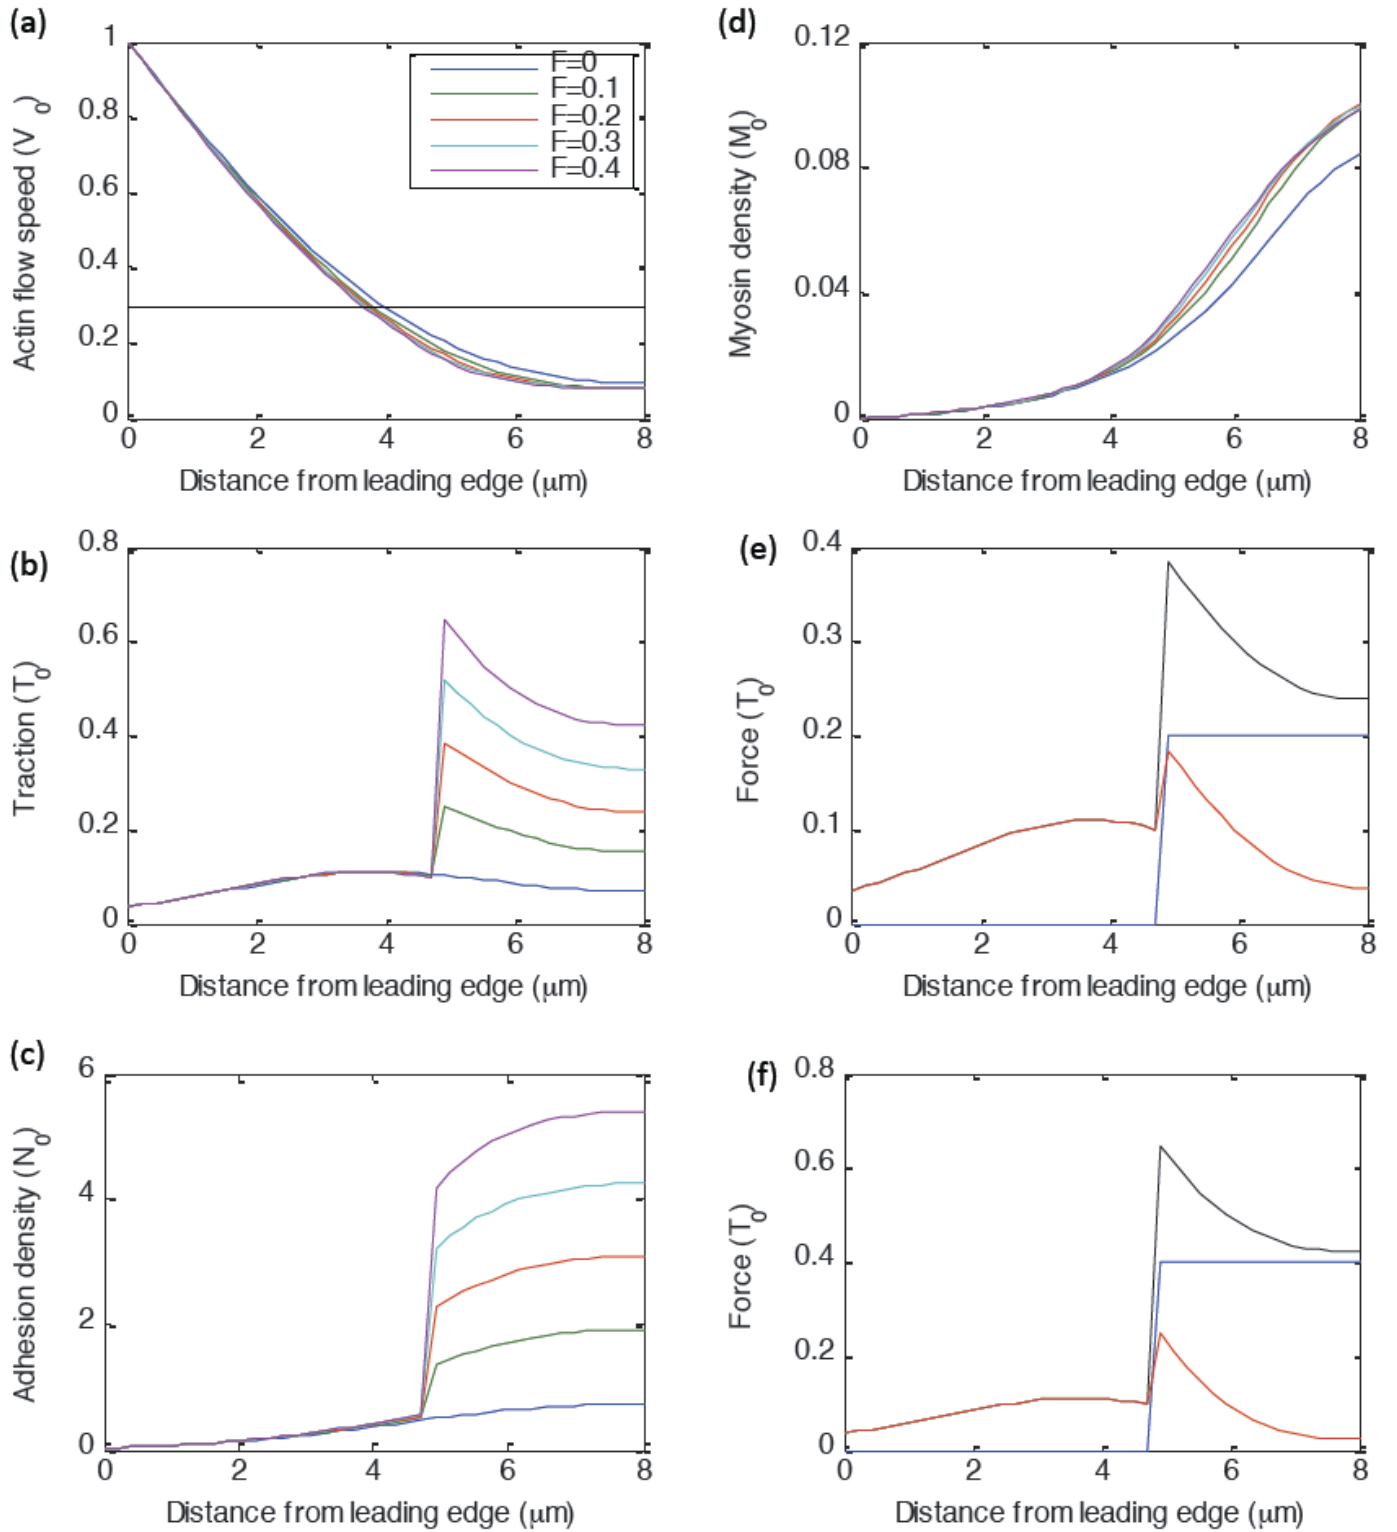 (a)
1
0.8
0.6
0.4
0.2
0
0 2 4 6 8
Actin flow speed (V0)
Distance from leading edge (μm)
F=0
F=0.1
F=0.2
F=0.3
F=0.4
(d)
0.12
0.08
0.04
0
0 2 4 6 8
Myosin density (M0)
Distance from leading edge (μm)
(b)
0.8
0.6
0.4
0.2
0
0 2 4 6 8
Traction (T0)
Distance from leading edge (μm)
(e)
0.4
0.3
0.2
0.1
0
0 2 4 6 8
Force (T0)
Distance from leading edge (μm)
(c)
6
4
2
0
0 2 4 6 8
Adhesion density (N0)
Distance from leading edge (μm)
(f)
0.8
0.6
0.4
0.2
0
0 2 4 6 8
Force (T0)
Distance from leading edge (μm)